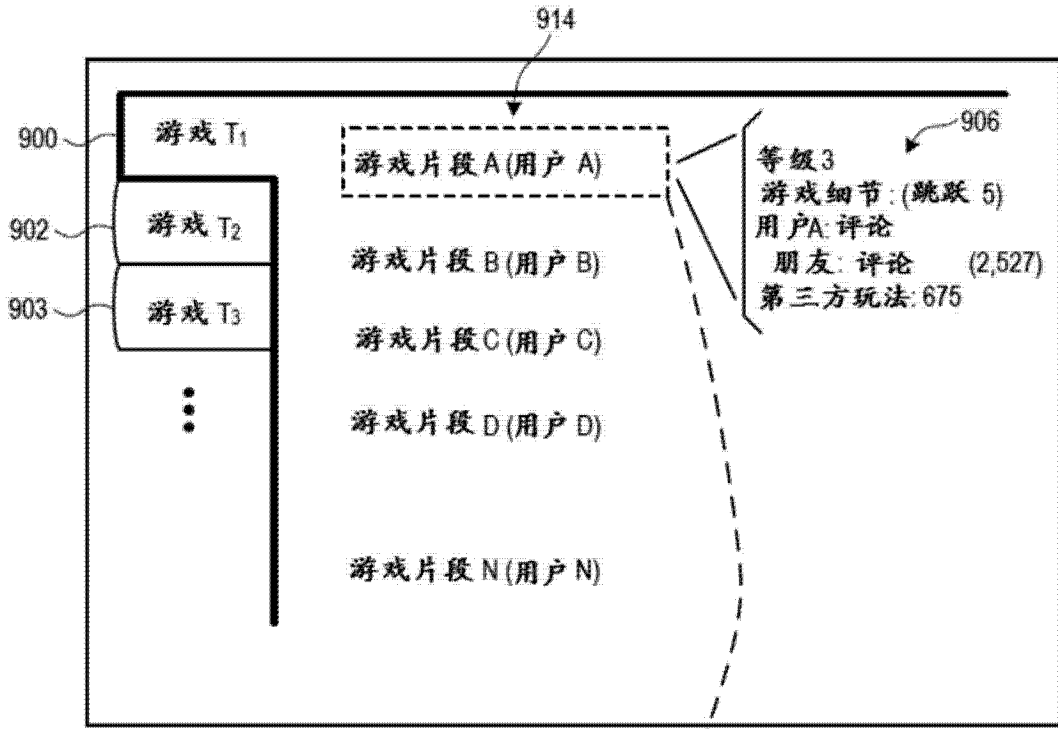 914
900
游戏 T₁
游戏片段 A (用户 A)
906
等级 3
游戏细节: (跳跃 5)
用户A: 评论
朋友: 评论 (2,527)
第三方玩法: 675
902
游戏 T₂
游戏片段 B (用户 B)
903
游戏 T₃
游戏片段 C (用户 C)
游戏片段 D (用户 D)
游戏片段 N (用户 N)